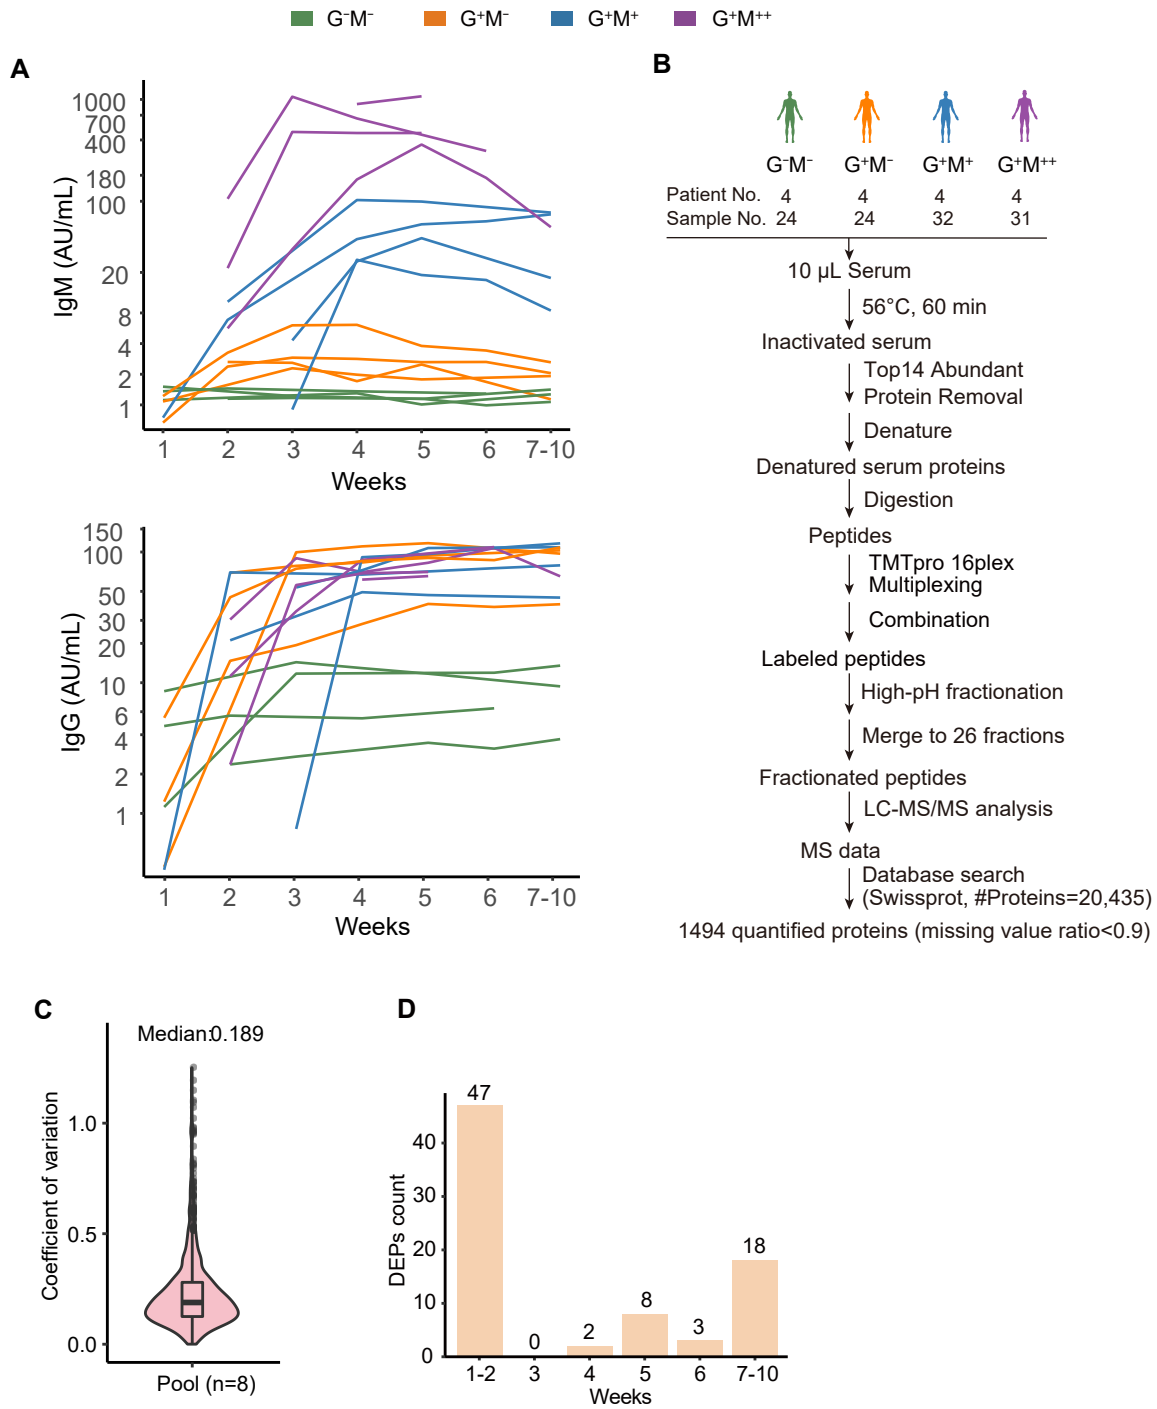 G⁻M⁻ G⁺M⁻ G⁺M⁺ G⁺M⁺⁺
A
1000
700
400
180
100
20
8
4
2
1
IgM (AU/mL)
1 2 3 4 5 6 7-10
Weeks
150
100
50
30
20
10
6
4
2
1
IgG (AU/mL)
1 2 3 4 5 6 7-10
Weeks
B
G⁻M⁻ G⁺M⁻ G⁺M⁺ G⁺M⁺⁺
Patient No. 4 4 4 4
Sample No. 24 24 32 31
10 µL Serum
56°C, 60 min
Inactivated serum
Top14 Abundant
Protein Removal
Denature
Denatured serum proteins
Digestion
Peptides
TMTpro 16plex
Multiplexing
Combination
Labeled peptides
High-pH fractionation
Merge to 26 fractions
Fractionated peptides
LC-MS/MS analysis
MS data
Database search
(Swissprot, #Proteins=20,435)
1494 quantified proteins (missing value ratio<0.9)
C
Median:0.189
Coefficient of variation
1.0
0.5
0.0
Pool (n=8)
D
DEPs count
40
30
20
10
0
47
0
2
8
3
18
1-2 3 4 5 6 7-10
Weeks